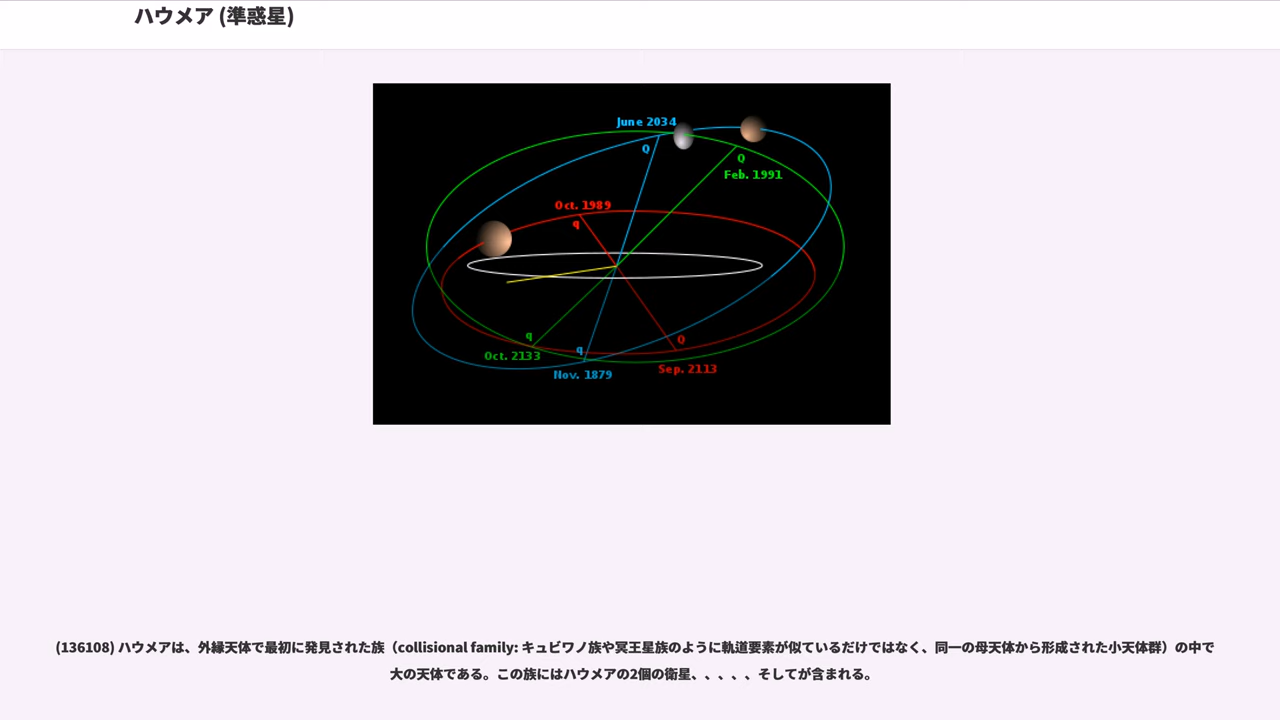 ハウメア (準惑星)
June 2034
Q
Q
Feb. 1991
Oct. 1989
q
q
Oct. 2133
q
Nov. 1879
Q
Sep. 2113
(136108) ハウメアは、外縁天体で最初に発見された族（collisional family: キュビワノ族や冥王星族のように軌道要素が似ているだけではなく、同一の母天体から形成された小天体群）の中で
大の天体である。この族にはハウメアの2個の衛星、、、、、そしてが含まれる。